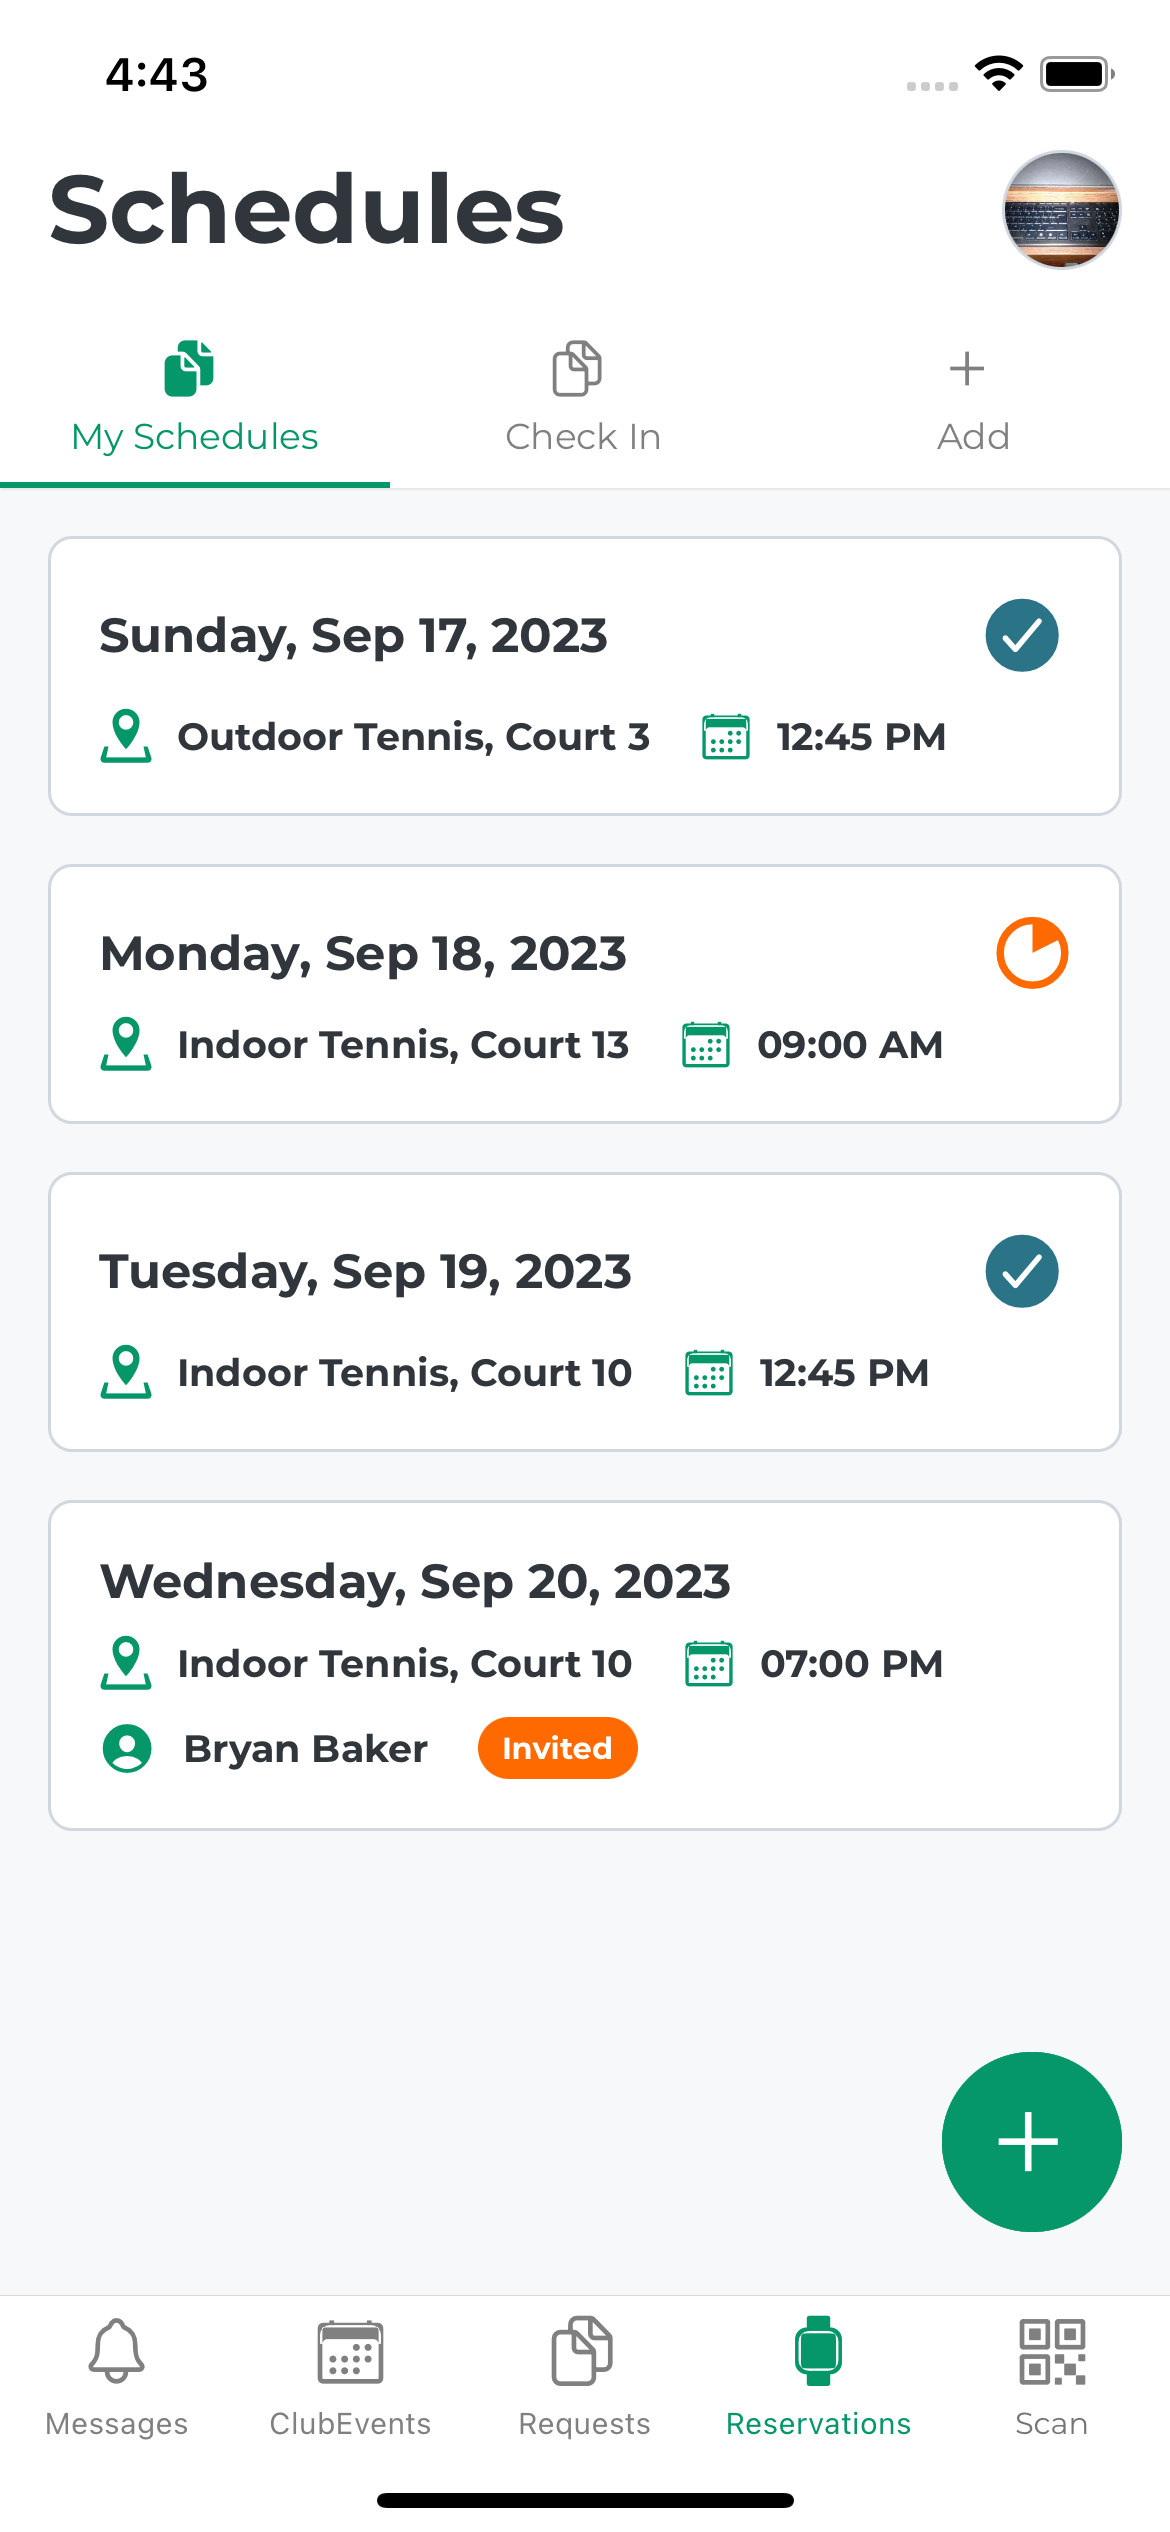 4:43
Schedules
My Schedules
Check In
Add
Sunday, Sep 17, 2023
Outdoor Tennis, Court 3
12:45 PM
Monday, Sep 18, 2023
Indoor Tennis, Court 13
09:00 AM
Tuesday, Sep 19, 2023
Indoor Tennis, Court 10
12:45 PM
Wednesday, Sep 20, 2023
Indoor Tennis, Court 10
07:00 PM
Bryan Baker
Invited
Messages
ClubEvents
Requests
Reservations
Scan